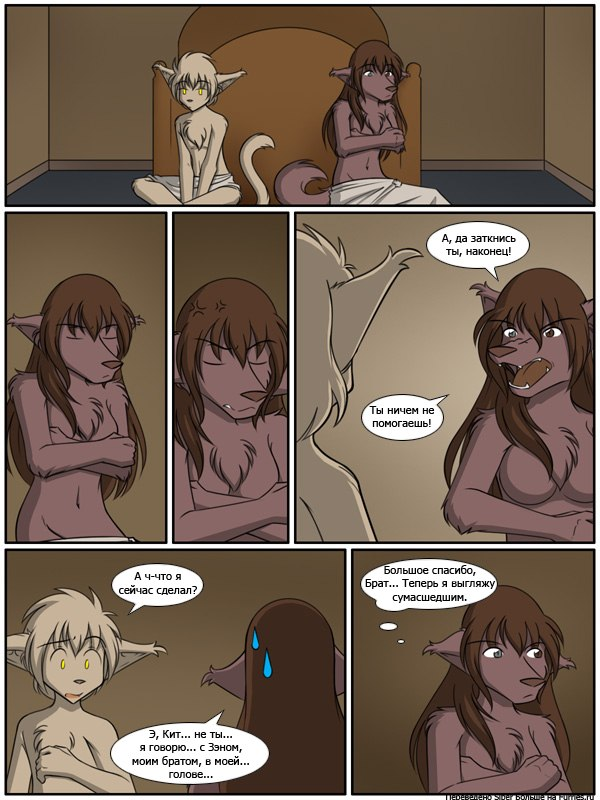 А, да заткнись
ты, наконец!
Ты ничем не
помогаешь!
А ч-что я
сейчас сделал?
Э, Кит... не ты...
я говорю... с Зэном,
моим братом, в моей...
голове...
Большое спасибо,
Брат... Теперь я выгляжу
сумасшедшим.
Переведено Siber Больше на Furries.ru